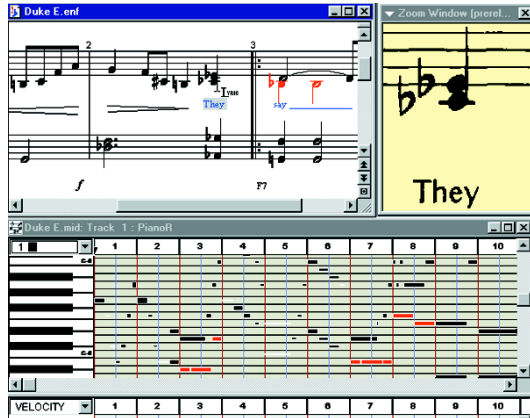 Duke E.enf
Zoom Window (prerel...
2
3
Lyric
They
say
f
F7
They
Duke E.mid: Track 1: PianoR
1
1 2 3 4 5 6 7 8 9 10
VELOCITY
1 2 3 4 5 6 7 8 9 10